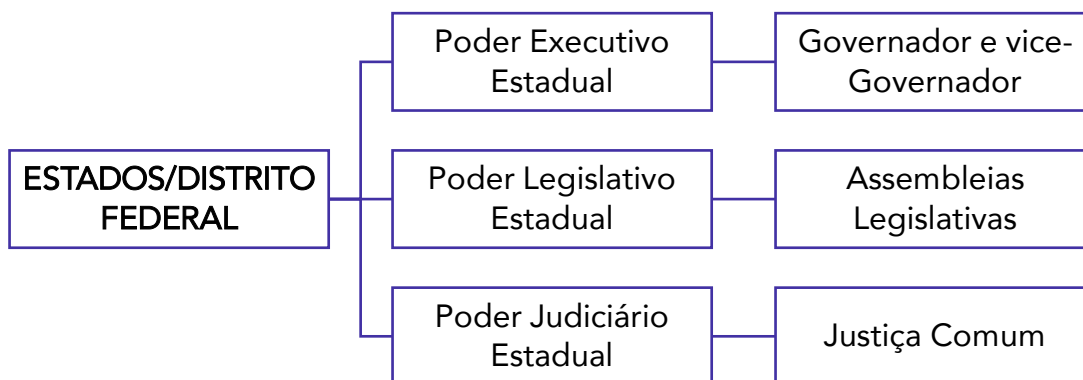 ESTADOS/DISTRITO
FEDERAL
Poder Executivo
Estadual
Governador e vice-
Governador
Poder Legislativo
Estadual
Assembleias
Legislativas
Poder Judiciário
Estadual
Justiça Comum